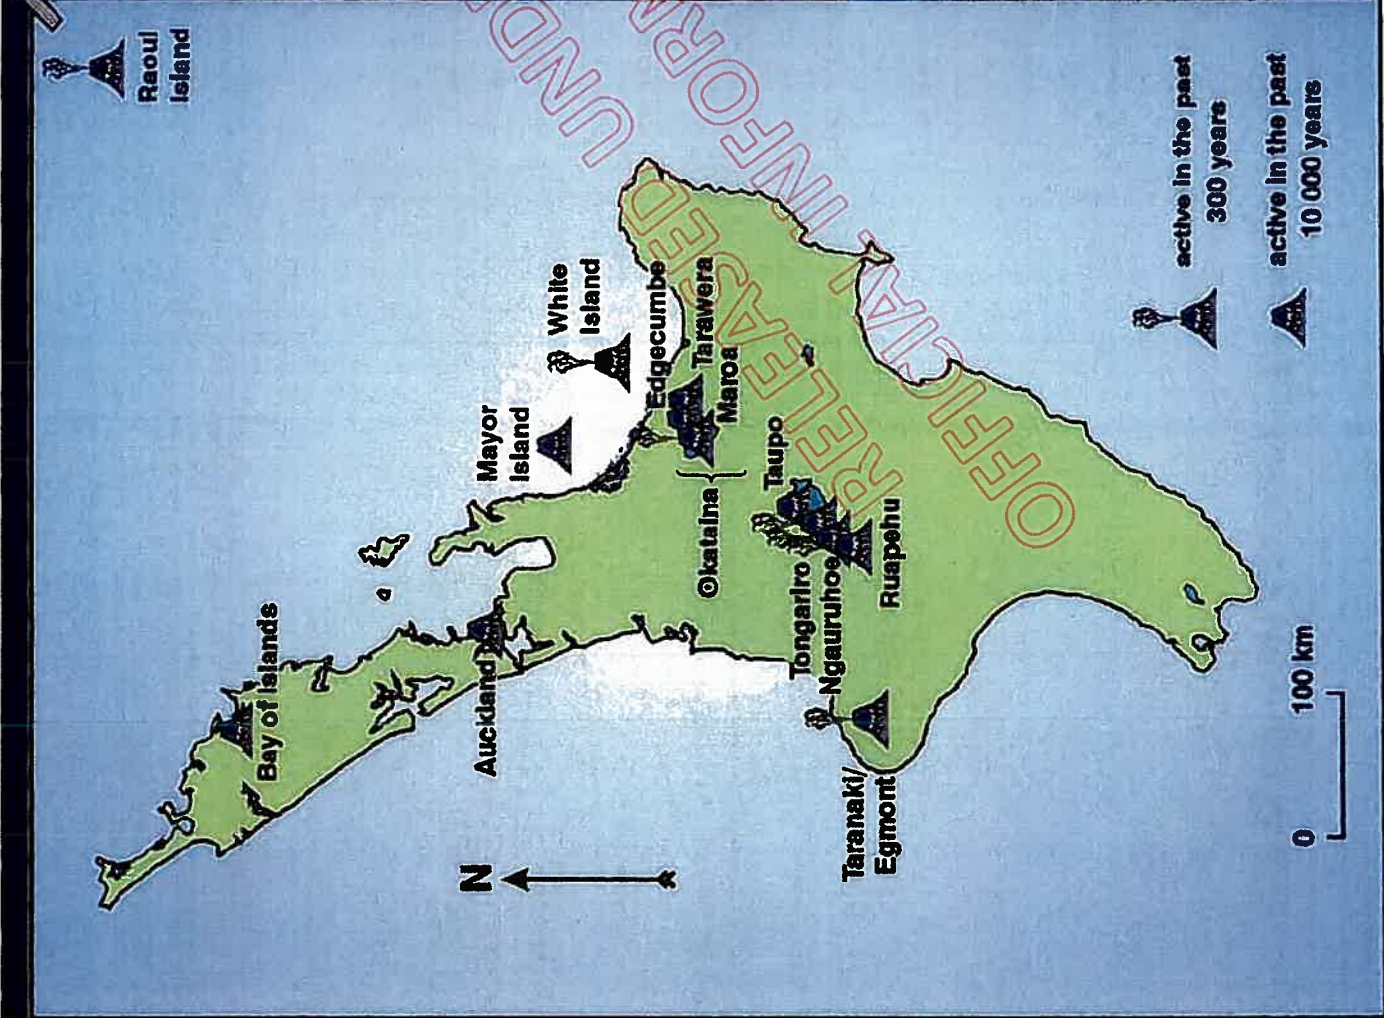 Raoul
Island
Bay of Islands
Auckland
Mayor
Island
White
Island
Edgecumbe
Tarawera
Maroa
Okataina
Taupo
Tongariro
Ngauruhoe
Ruapehu
Taranaki/
Egmont
N
active in the past
300 years
active in the past
10 000 years
0 100 km
RELEASED UND
OFFICIAL INFORM